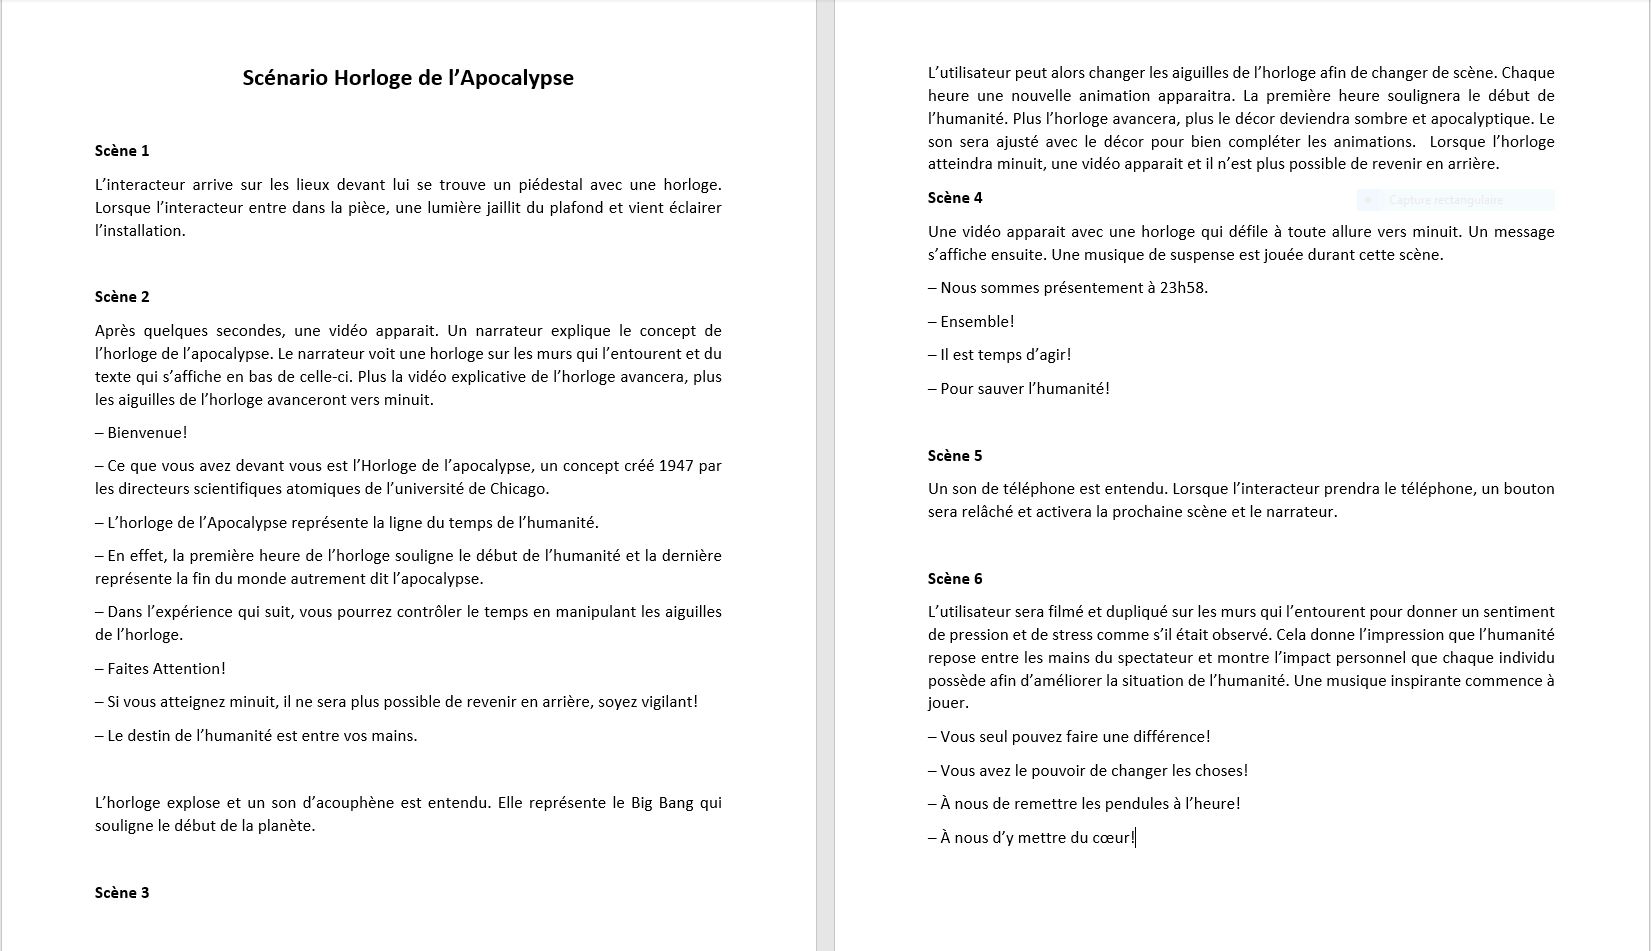 Scénario Horloge de l’Apocalypse
Scène 1
L’interacteur arrive sur les lieux devant lui se trouve un piédestal avec une horloge.
Lorsque l’interacteur entre dans la pièce, une lumière jaillit du plafond et vient éclairer
l’installation.
Scène 2
Après quelques secondes, une vidéo apparait. Un narrateur explique le concept de
l’horloge de l’apocalypse. Le narrateur voit une horloge sur les murs qui l’entourent et du
texte qui s’affiche en bas de celle-ci. Plus la vidéo explicative de l’horloge avancera, plus
les aiguilles de l’horloge avanceront vers minuit.
– Bienvenue!
– Ce que vous avez devant vous est l’Horloge de l’apocalypse, un concept créé 1947 par
les directeurs scientifiques atomiques de l’université de Chicago.
– L’horloge de l’Apocalypse représente la ligne du temps de l’humanité.
– En effet, la première heure de l’horloge souligne le début de l’humanité et la dernière
représente la fin du monde autrement dit l’apocalypse.
– Dans l’expérience qui suit, vous pourrez contrôler le temps en manipulant les aiguilles
de l’horloge.
– Faites Attention!
– Si vous atteignez minuit, il ne sera plus possible de revenir en arrière, soyez vigilant!
– Le destin de l’humanité est entre vos mains.
L’horloge explose et un son d’acouphène est entendu. Elle représente le Big Bang qui
souligne le début de la planète.
Scène 3
L’utilisateur peut alors changer les aiguilles de l’horloge afin de changer de scène. Chaque
heure une nouvelle animation apparaitra. La première heure soulignera le début de
l’humanité. Plus l’horloge avancera, plus le décor deviendra sombre et apocalyptique. Le
son sera ajusté avec le décor pour bien compléter les animations.  Lorsque l’horloge
atteindra minuit, une vidéo apparait et il n’est plus possible de revenir en arrière.
Scène 4
Capture rectangulaire
Une vidéo apparait avec une horloge qui défile à toute allure vers minuit. Un message
s’affiche ensuite. Une musique de suspense est jouée durant cette scène.
– Nous sommes présentement à 23h58.
– Ensemble!
– Il est temps d’agir!
– Pour sauver l’humanité!
Scène 5
Un son de téléphone est entendu. Lorsque l’interacteur prendra le téléphone, un bouton
sera relâché et activera la prochaine scène et le narrateur.
Scène 6
L’utilisateur sera filmé et dupliqué sur les murs qui l’entourent pour donner un sentiment
de pression et de stress comme s’il était observé. Cela donne l’impression que l’humanité
repose entre les mains du spectateur et montre l’impact personnel que chaque individu
possède afin d’améliorer la situation de l’humanité. Une musique inspirante commence à
jouer.
– Vous seul pouvez faire une différence!
– Vous avez le pouvoir de changer les choses!
– À nous de remettre les pendules à l’heure!
– À nous d’y mettre du cœur!